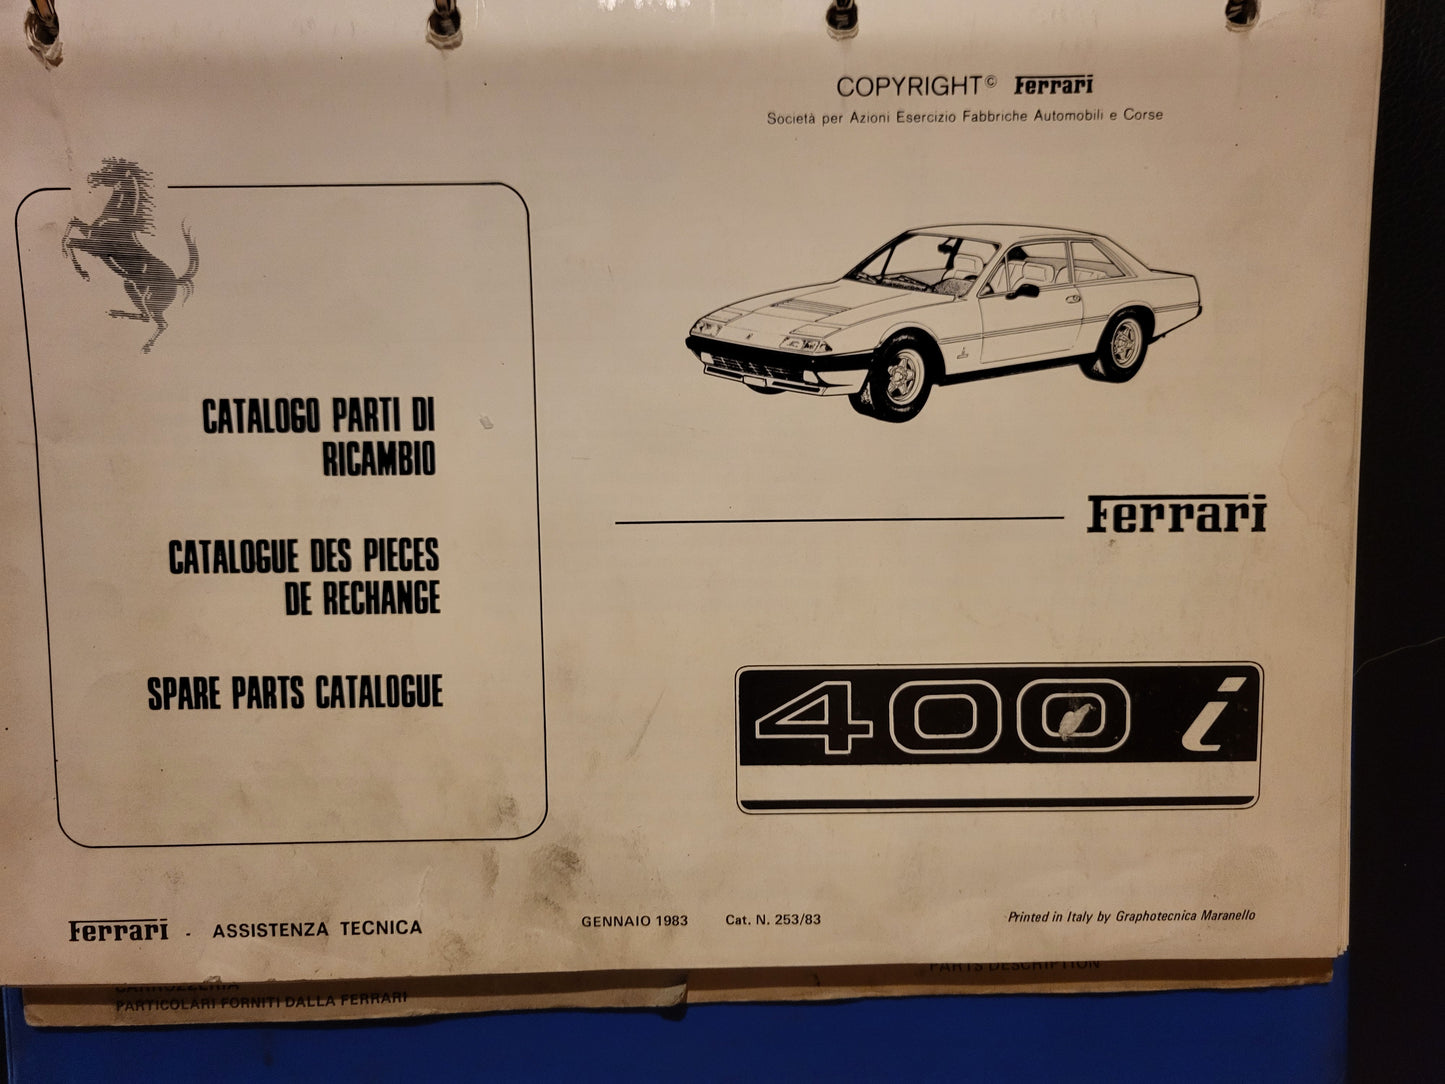 COPYRIGHT© Ferrari
Società per Azioni Esercizio Fabbriche Automobili e Corse
CATALOGO PARTI DI
RICAMBIO
CATALOGUE DES PIECES
DE RECHANGE
SPARE PARTS CATALOGUE
Ferrari
400 i
Ferrari - ASSISTENZA TECNICA
GENNAIO 1983 Cat. N. 253/83
Printed in Italy by Graphotecnica Maranello
CARROZZERIA
PARTICOLARI FORNITI DALLA FERRARI
PARTS DESCRIPTION